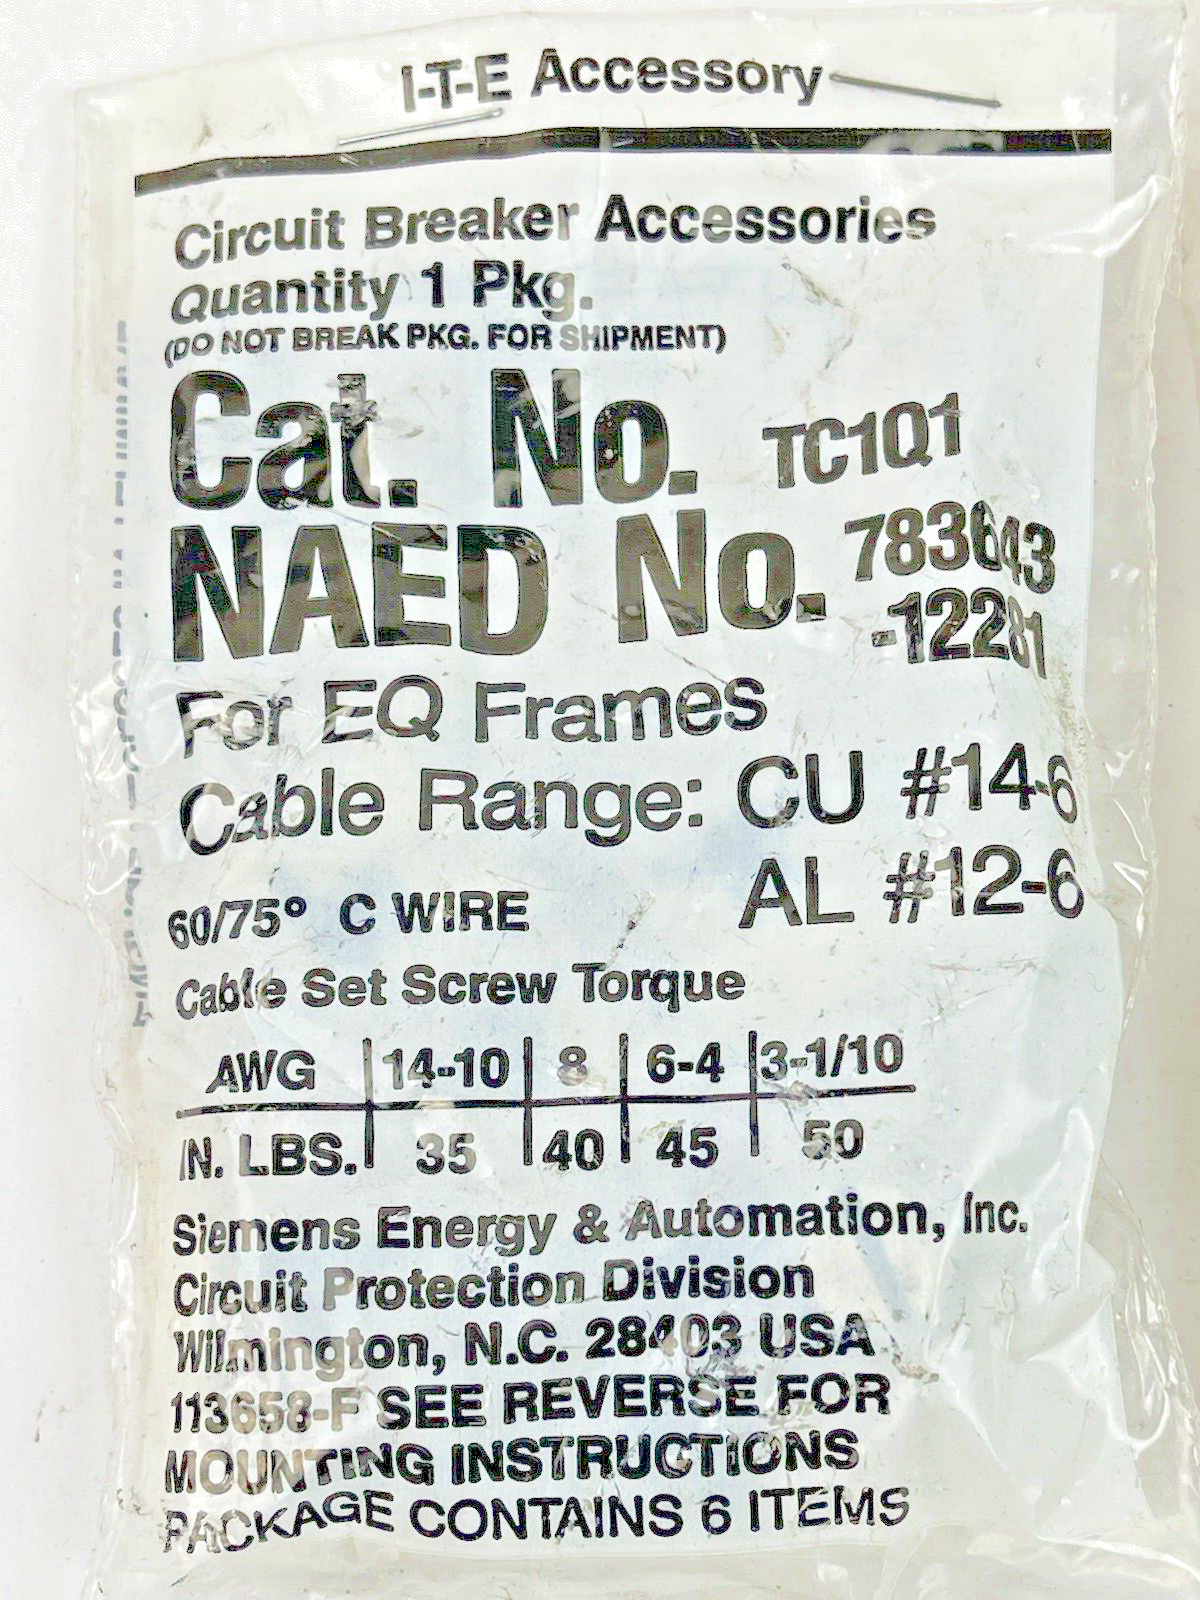 I-T-E Accessory
Circuit Breaker Accessories
Quantity 1 Pkg.
(DO NOT BREAK PKG. FOR SHIPMENT)
Cat. No. TC1Q1
NAED No. 783643
-12281
For EQ Frames
Cable Range: CU #14-6
AL #12-6
60/75° C WIRE
Cable Set Screw Torque
AWG 14-10 8 6-4 3-1/10
IN. LBS. 35 40 45 50
Siemens Energy & Automation, Inc.
Circuit Protection Division
Wilmington, N.C. 28403 USA
113658-F SEE REVERSE FOR
MOUNTING INSTRUCTIONS
PACKAGE CONTAINS 6 ITEMS